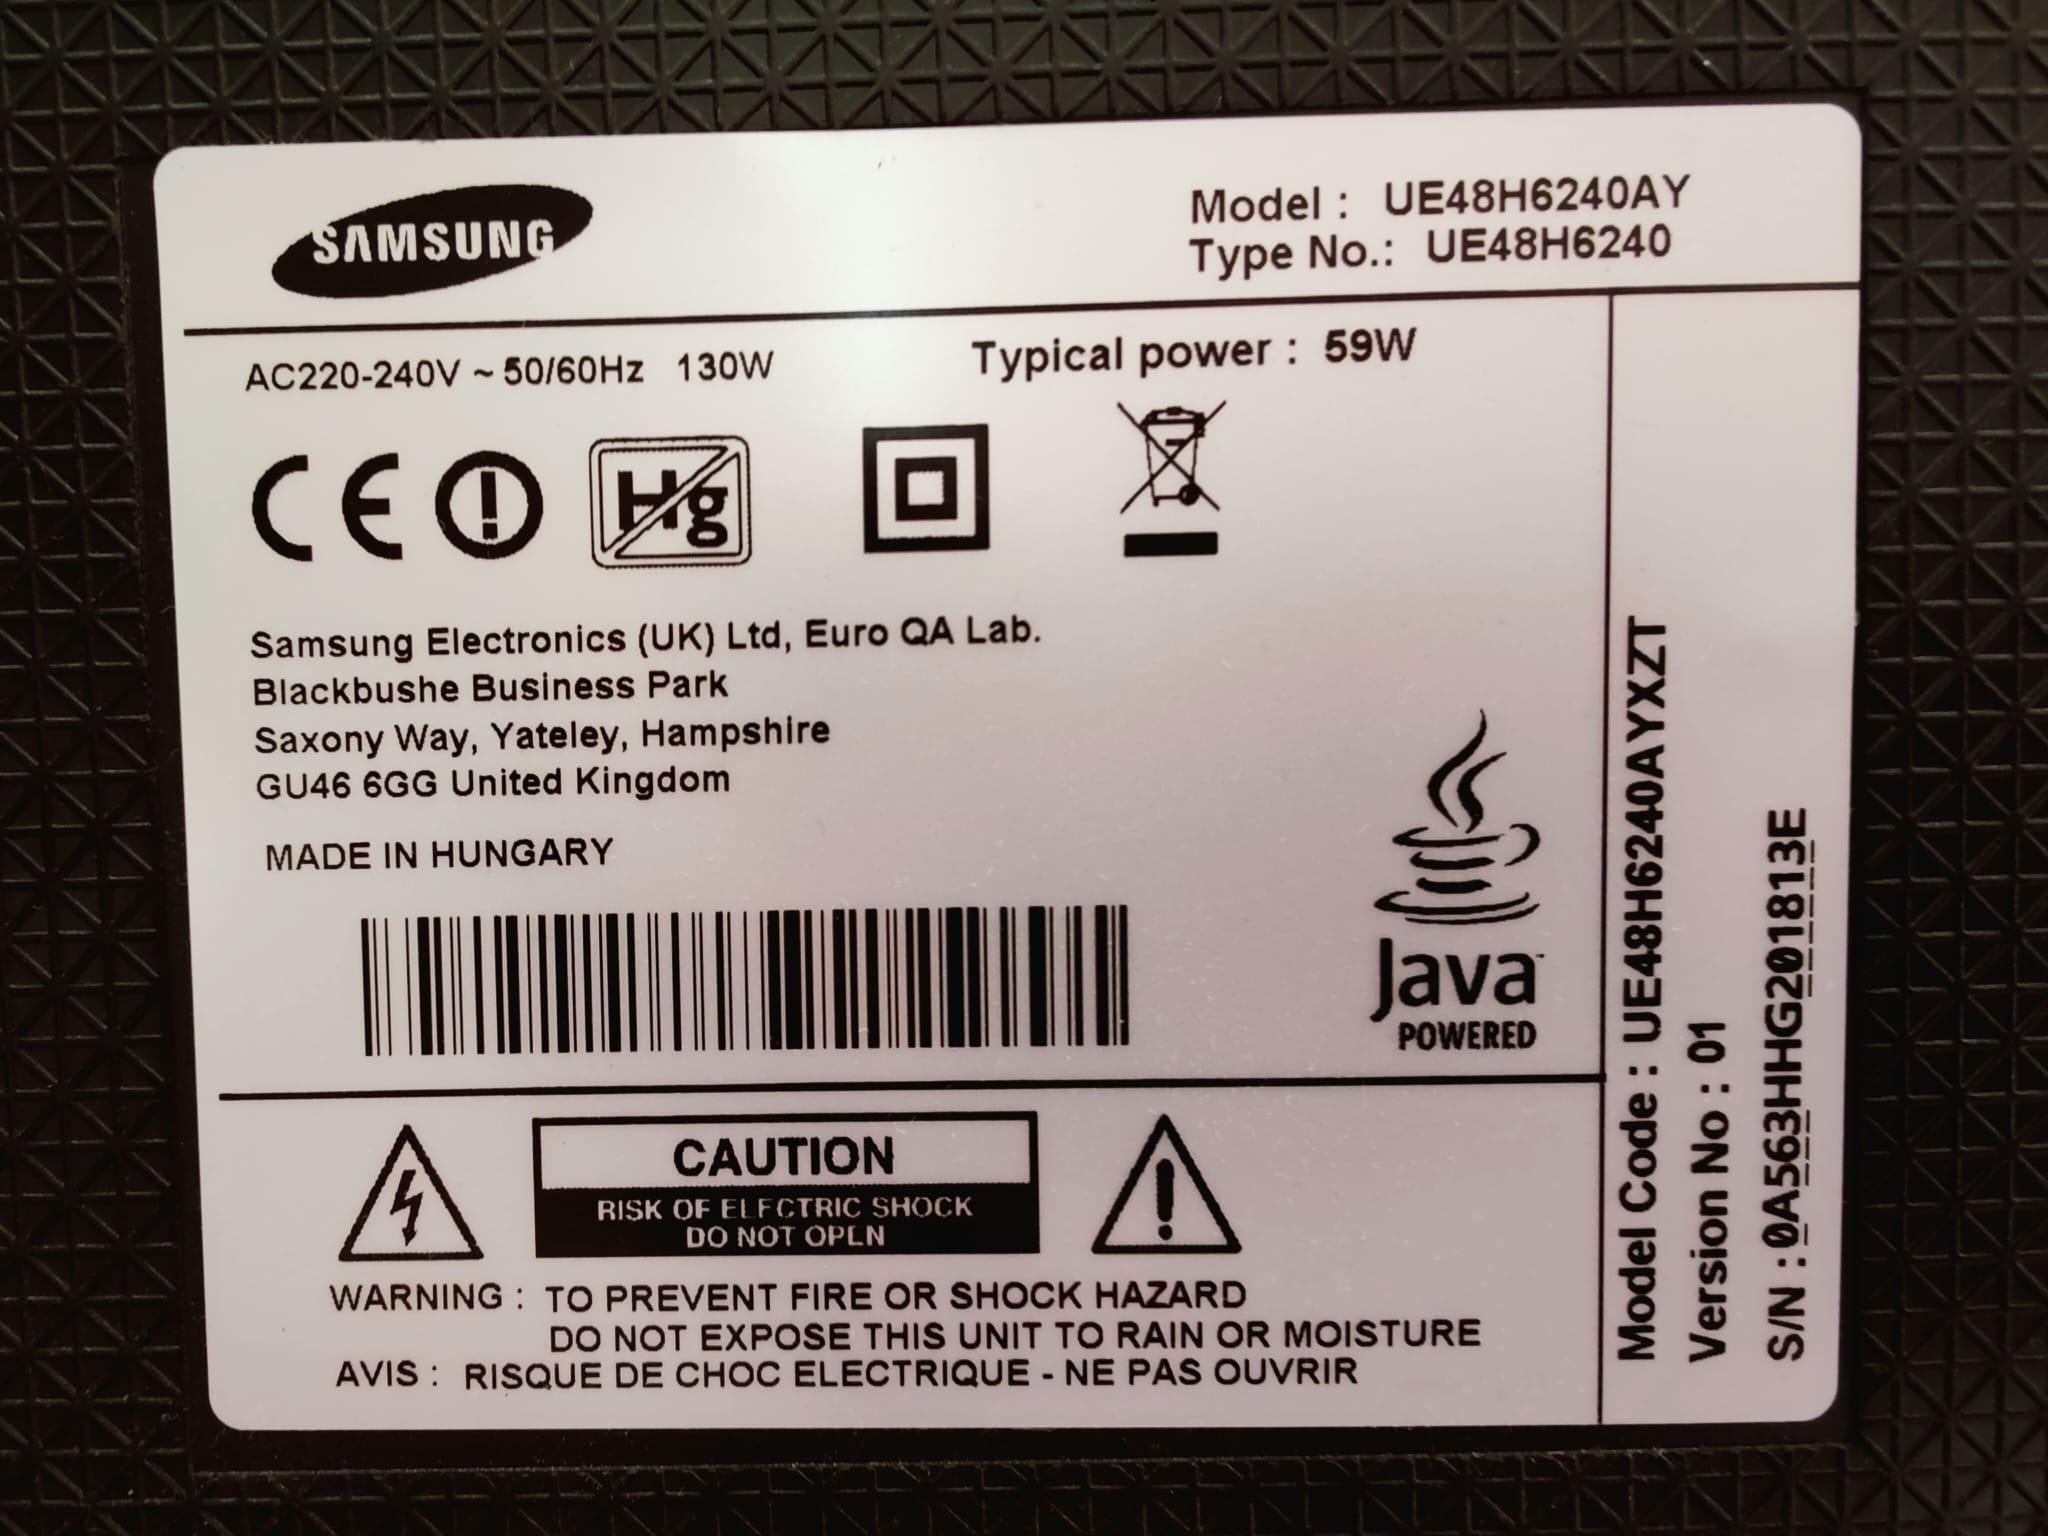 SAMSUNG
Model : UE48H6240AY
Type No.: UE48H6240
AC220-240V ~ 50/60Hz 130W
Typical power : 59W
CE
Hg
Samsung Electronics (UK) Ltd, Euro QA Lab.
Blackbushe Business Park
Saxony Way, Yateley, Hampshire
GU46 6GG United Kingdom
MADE IN HUNGARY
Java™
POWERED
CAUTION
RISK OF ELECTRIC SHOCK
DO NOT OPEN
WARNING : TO PREVENT FIRE OR SHOCK HAZARD
DO NOT EXPOSE THIS UNIT TO RAIN OR MOISTURE
AVIS : RISQUE DE CHOC ELECTRIQUE - NE PAS OUVRIR
Model Code : UE48H6240AYXZT
Version No : 01
S/N : 0A563HHG201813E